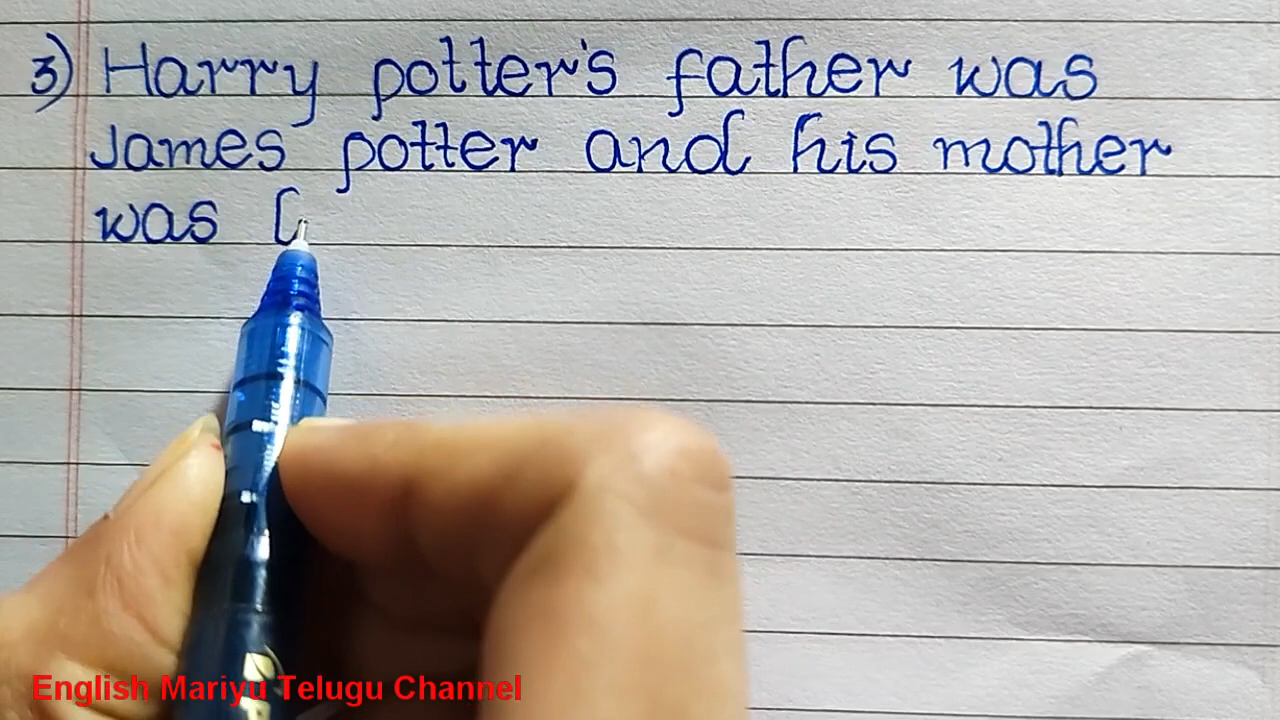 3) Harry potter's father was
James potter and his mother
was
English Mariyu Telugu Channel